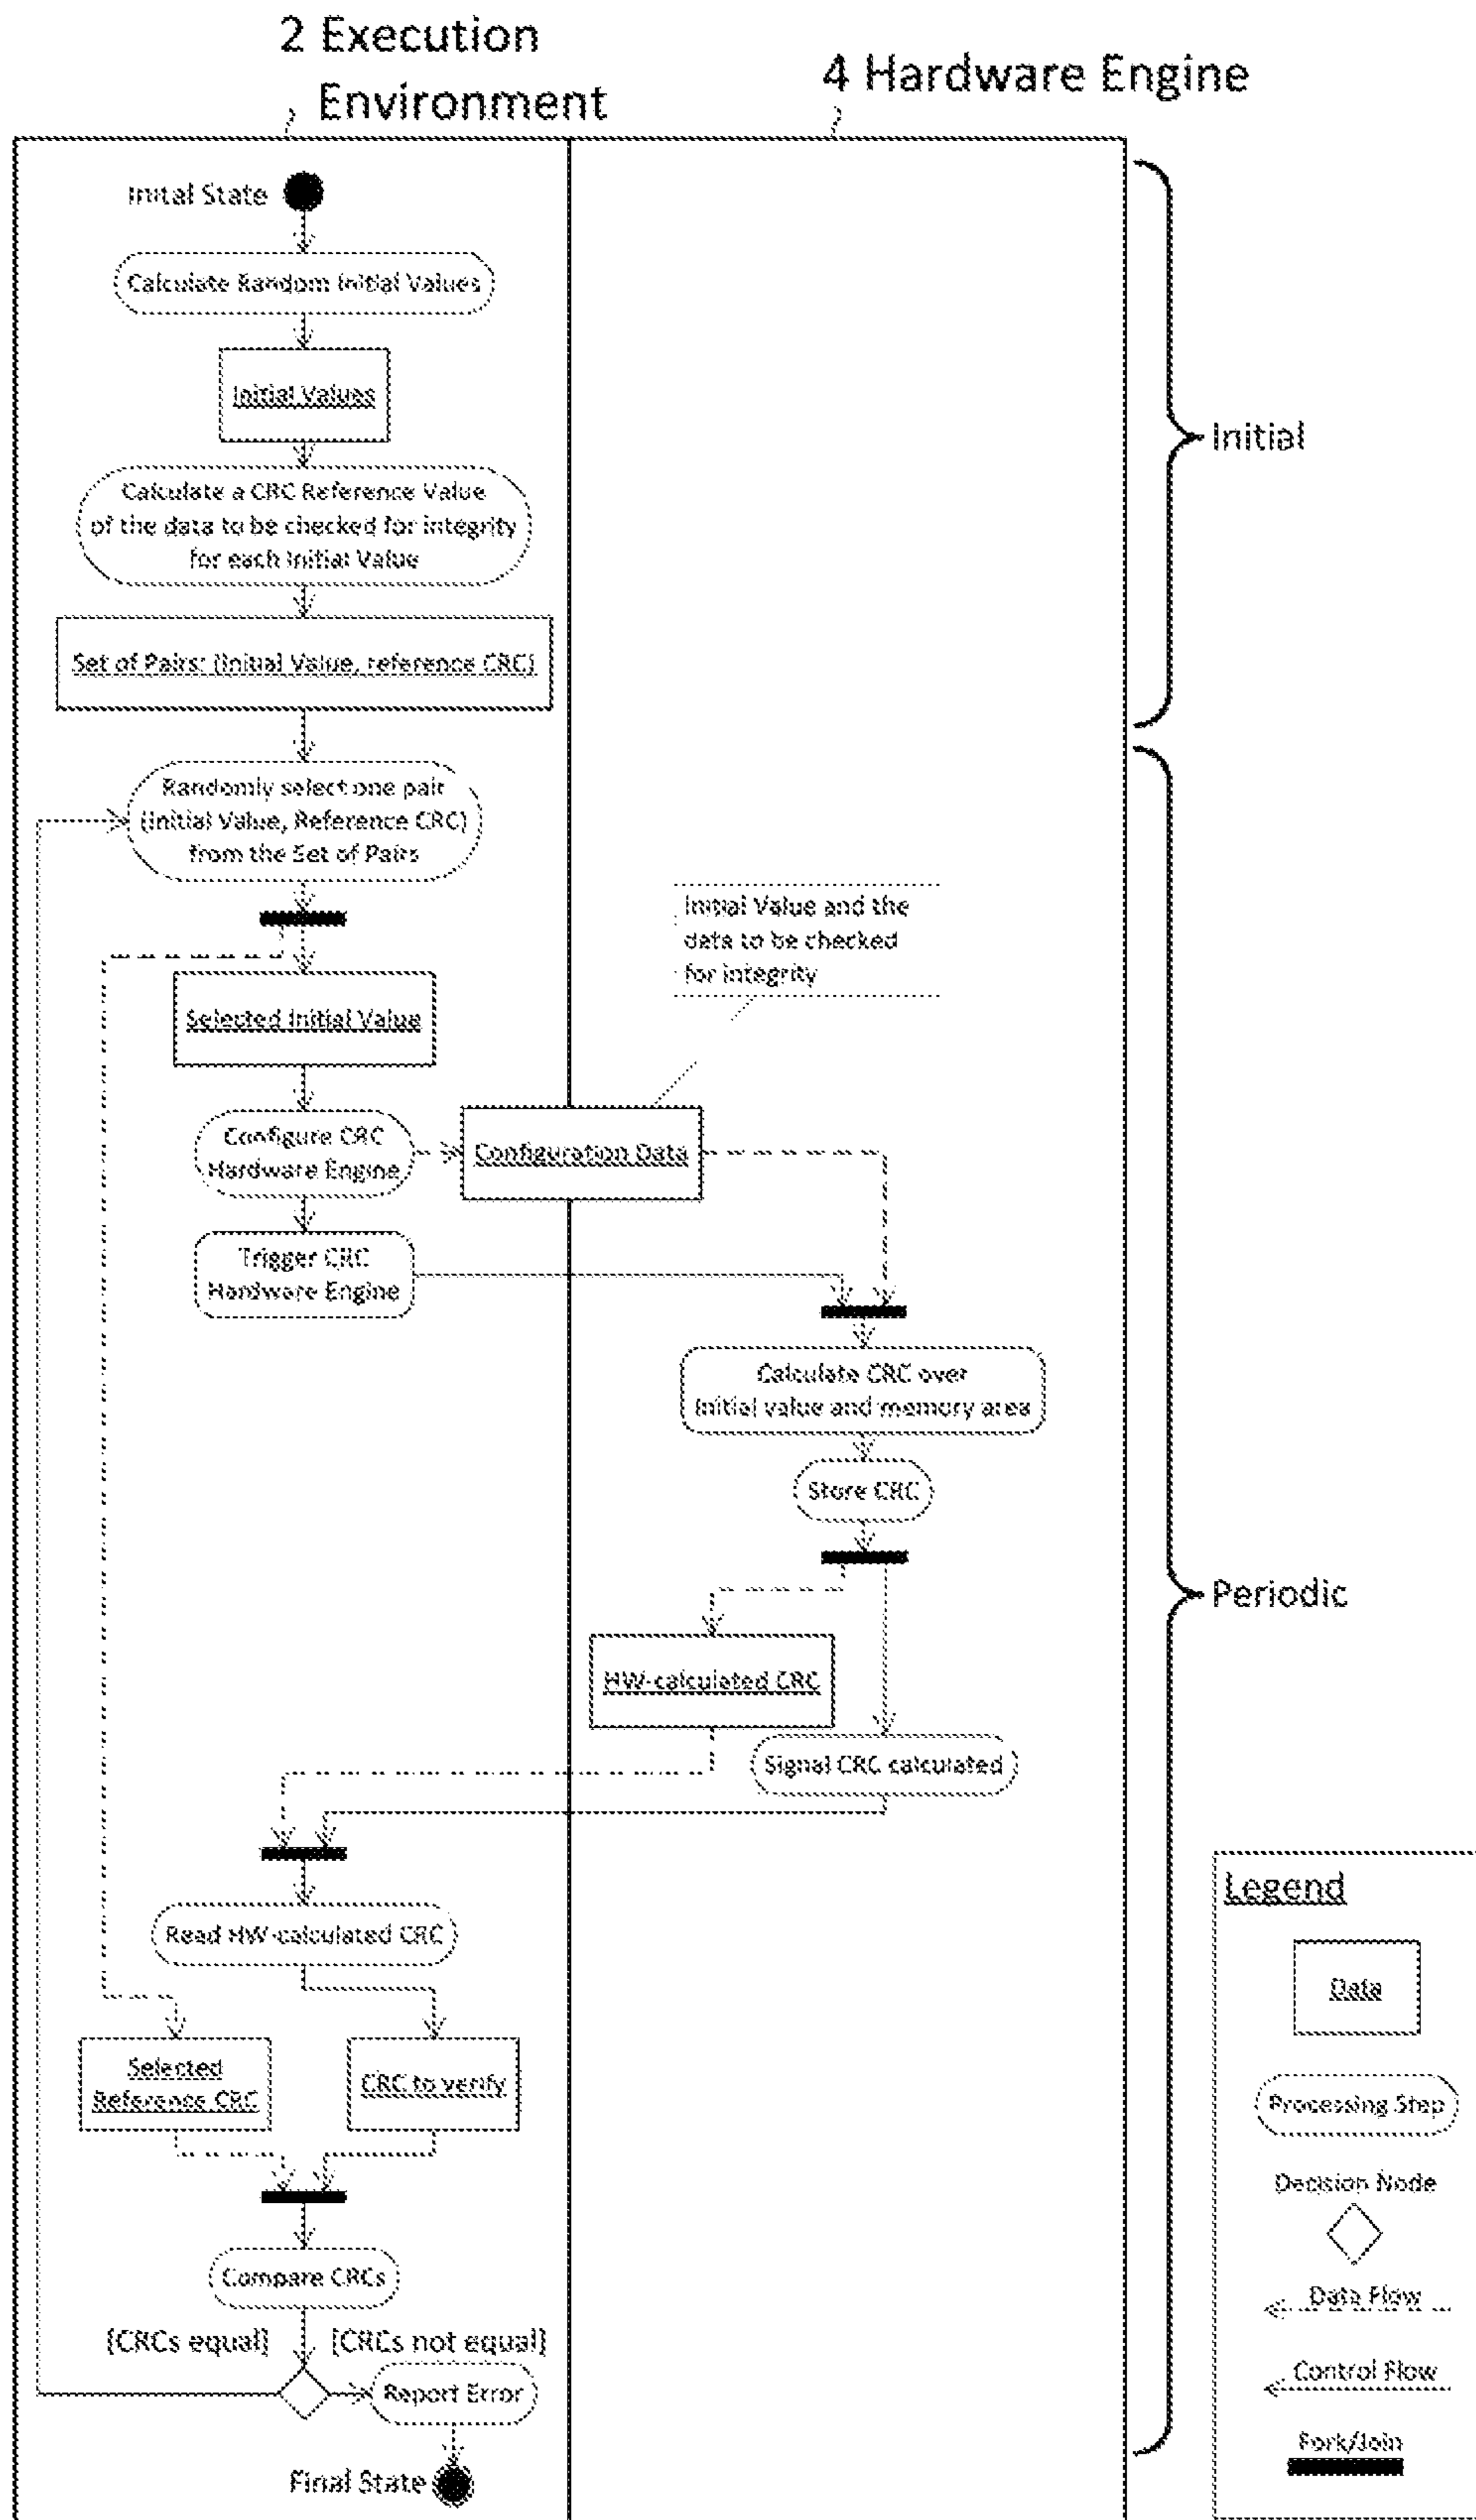 2 Execution
Environment
4 Hardware Engine
Inital State
Calculate Random Initial Values
Initial Values
Calculate a CRC Reference Value
of the data to be checked for integrity
for each Initial Value
Set of Pairs: (Initial Value, reference CRC)
Initial
Randomly select one pair
(Initial Value, Reference CRC)
from the Set of Pairs
Initial Value and the
data to be checked
for integrity
Selected Initial Value
Configure CRC
Hardware Engine
Configuration Data
Trigger CRC
Hardware Engine
Calculate CRC over
Initial value and memory area
Store CRC
Periodic
HW-calculated CRC
Signal CRC calculated
Read HW-calculated CRC
Selected
Reference CRC
CRC to verify
Compare CRCs
[CRCs equal]
[CRCs not equal]
Report Error
Final State
Legend
Data
Processing Step
Decision Node
Data Flow
Control Flow
Fork/Join